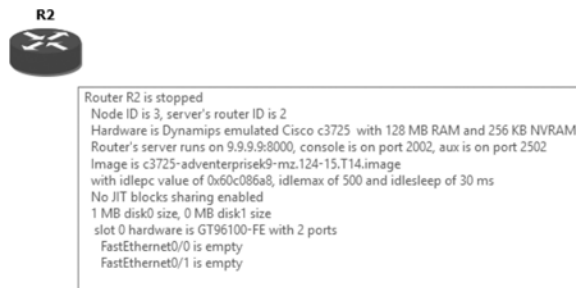 R2
Router R2 is stopped
Node ID is 3, server's router ID is 2
Hardware is Dynamips emulated Cisco c3725 with 128 MB RAM and 256 KB NVRAM
Router's server runs on 9.9.9.9:8000, console is on port 2002, aux is on port 2502
Image is c3725-adventerprisek9-mz.124-15.T14.image
with idlepc value of 0x60c086a8, idlemax of 500 and idlesleep of 30 ms
No JIT blocks sharing enabled
1 MB disk0 size, 0 MB disk1 size
slot 0 hardware is GT96100-FE with 2 ports
FastEthernet0/0 is empty
FastEthernet0/1 is empty